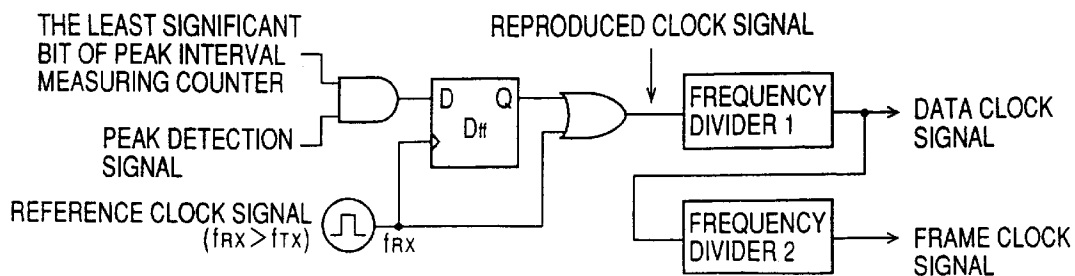 THE LEAST SIGNIFICANT
BIT OF PEAK INTERVAL
MEASURING COUNTER
REPRODUCED CLOCK SIGNAL
D Q
Dff
FREQUENCY
DIVIDER 1
DATA CLOCK
SIGNAL
PEAK DETECTION
SIGNAL
REFERENCE CLOCK SIGNAL
(fRX>fTX)
fRX
FREQUENCY
DIVIDER 2
FRAME CLOCK
SIGNAL